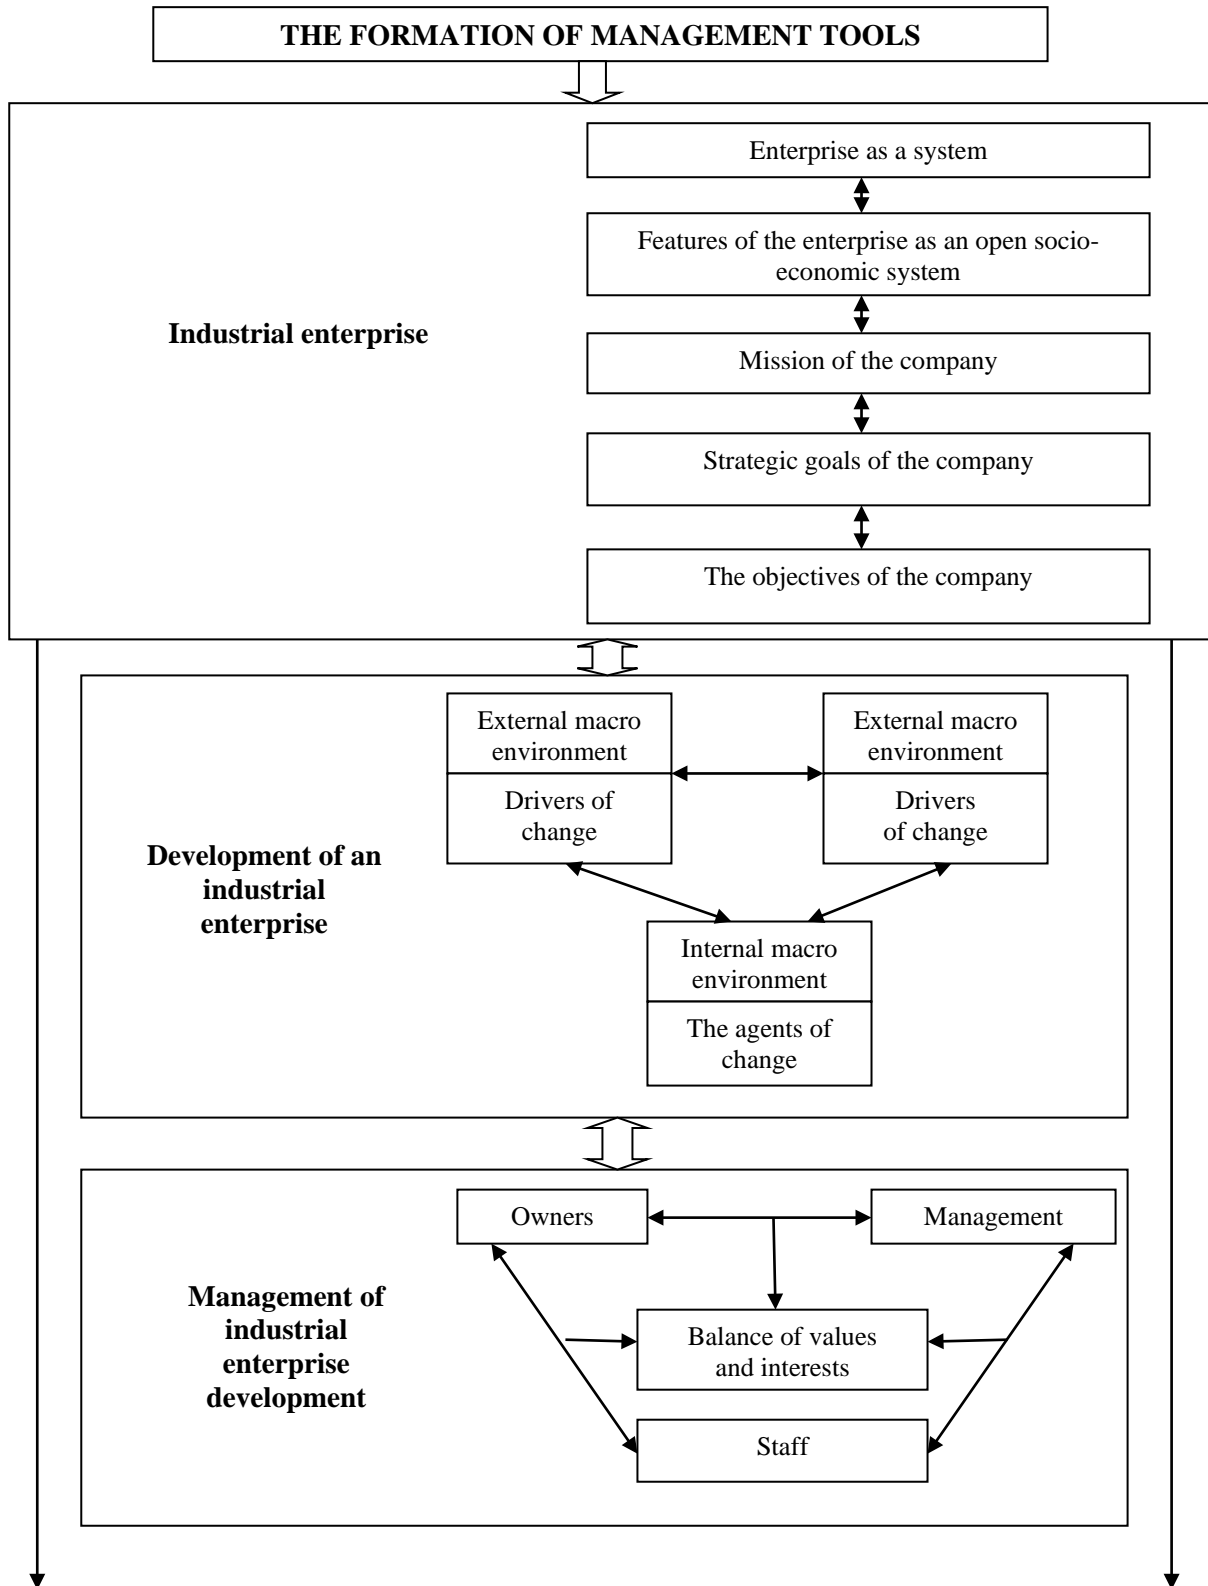 THE FORMATION OF MANAGEMENT TOOLS
Enterprise as a system
Features of the enterprise as an open socio-
economic system
Industrial enterprise
Mission of the company
Strategic goals of the company
The objectives of the company
External macro
environment
Drivers of
change
External macro
environment
Drivers
of change
Development of an
industrial
enterprise
Internal macro
environment
The agents of
change
Owners
Management
Management of
industrial
enterprise
development
Balance of values
and interests
Staff